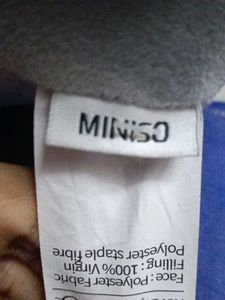 MINISO
Face: Polyester Fabric
Filling: 100% Virgin
Polyester staple fibre